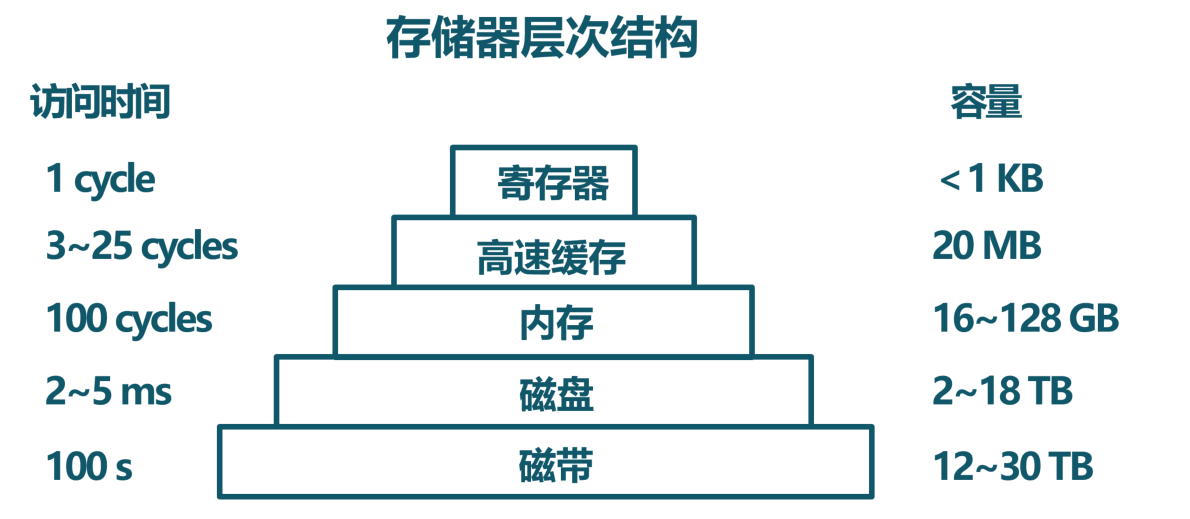 存储器层次结构
访问时间
容量
1 cycle
寄存器
< 1 KB
3~25 cycles
高速缓存
20 MB
100 cycles
内存
16~128 GB
2~5 ms
磁盘
2~18 TB
100 s
磁带
12~30 TB